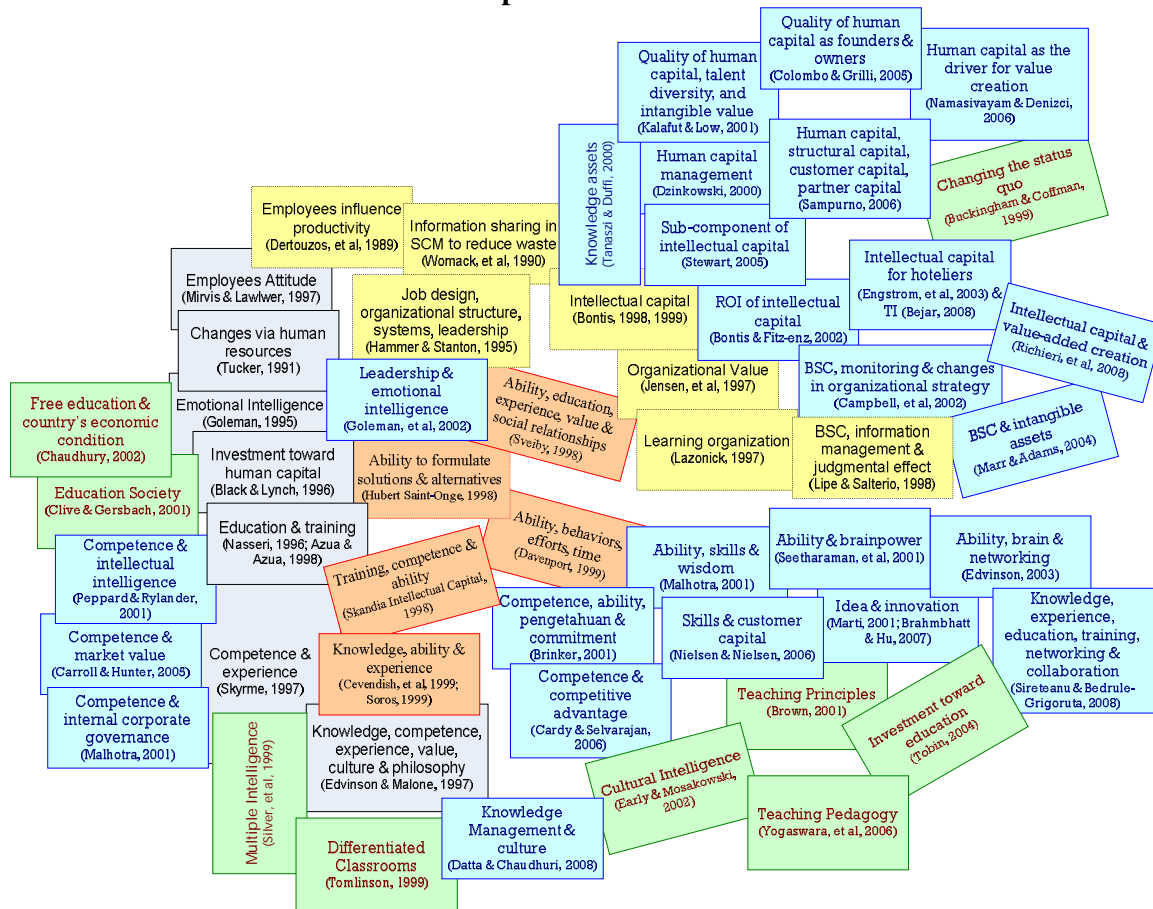 Quality of human
capital as founders &
owners
(Colombo & Grilli, 2005)
Quality of human
capital, talent
diversity, and
intangible value
(Kalafut & Low, 2001)
Human capital as the
driver for value
creation
(Namasivayam & Denizci,
2006)
Knowledge assets
(Tanaszi & Duffi, 2000)
Human capital
management
(Dzinkowski, 2000)
Human capital,
structural capital,
customer capital,
partner capital
(Sampurno, 2006)
Changing the status
quo
(Buckingham & Coffman,
1999)
Employees influence
productivity
(Dertouzos, et al, 1989)
Information sharing in
SCM to reduce waste
(Womack, et al, 1990)
Sub-component of
intellectual capital
(Stewart, 2005)
Employees Attitude
(Mirvis & Lawlwer, 1997)
Job design,
organizational structure,
systems, leadership
(Hammer & Stanton, 1995)
Intellectual capital
(Bontis, 1998, 1999)
ROI of intellectual
capital
(Bontis & Fitz-enz, 2002)
Intellectual capital
for hoteliers
(Engstrom, et al, 2003) &
TI (Bejar, 2008)
Intellectual capital &
value-added creation
(Richieri, et al, 2008)
Changes via human
resources
(Tucker, 1991)
Leadership &
emotional
intelligence
(Goleman, et al, 2002)
Ability, education,
experience, value &
social relationships
(Sveiby, 1998)
Organizational Value
(Jensen, et al, 1997)
BSC, monitoring & changes
in organizational strategy
(Campbell, et al, 2002)
BSC & intangible
assets
(Marr & Adams, 2004)
Free education &
country's economic
condition
(Chaudhury, 2002)
Emotional Intelligence
(Goleman, 1995)
Learning organization
(Lazonick, 1997)
BSC, information
management &
judgmental effect
(Lipe & Salterio, 1998)
Investment toward
human capital
(Black & Lynch, 1996)
Ability to formulate
solutions & alternatives
(Hubert Saint-Onge, 1998)
Education Society
(Clive & Gersbach, 2001)
Education & training
(Nasseri, 1996; Azua &
Azua, 1998)
Ability, behaviors,
efforts, time
(Davenport, 1999)
Competence &
intellectual
intelligence
(Peppard & Rylander,
2001)
Training, competence &
ability
(Skandia Intellectual Capital,
1998)
Ability, skills &
wisdom
(Malhotra, 2001)
Ability & brainpower
(Seetharaman, et al, 2001)
Ability, brain &
networking
(Edvinson, 2003)
Competence, ability,
pengetahuan &
commitment
(Brinker, 2001)
Skills & customer
capital
(Nielsen & Nielsen, 2006)
Idea & innovation
(Marti, 2001; Brahmbhatt
& Hu, 2007)
Knowledge,
experience,
education, training,
networking &
collaboration
(Sireteanu & Bedrule-
Grigoruta, 2008)
Competence &
market value
(Carroll & Hunter, 2005)
Competence &
experience
(Skyrme, 1997)
Knowledge, ability &
experience
(Cevendish, et al, 1999;
Soros, 1999)
Competence &
competitive
advantage
(Cardy & Selvarajan,
2006)
Teaching Principles
(Brown, 2001)
Investment toward
education
(Tobin, 2004)
Competence &
internal corporate
governance
(Malhotra, 2001)
Multiple Intelligence
(Silver, et al, 1999)
Knowledge, competence,
experience, value,
culture & philosophy
(Edvinson & Malone, 1997)
Cultural Intelligence
(Early & Mosakowski,
2002)
Differentiated
Classrooms
(Tomlinson, 1999)
Knowledge
Management &
culture
(Datta & Chaudhuri, 2008)
Teaching Pedagogy
(Yogaswara, et al, 2006)